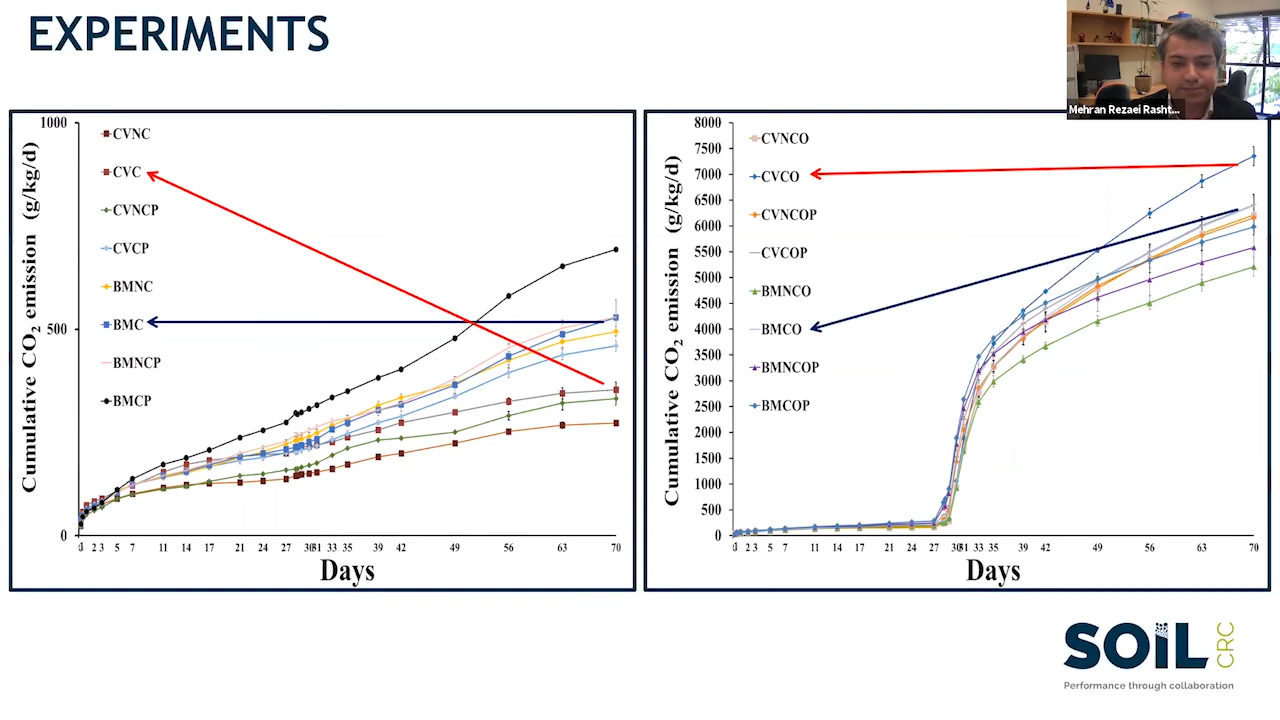 EXPERIMENTS
Mehran Rezaei Rasht...
Cumulative CO2 emission (g/kg/d)
1000
500
0
CVNC
CVC
CVNCP
CVCP
BMNC
BMC
BMNCP
BMCP
0 1 2 3 5 7 11 14 17 21 24 27 30 31 33 35 39 42 49 56 63 70
Days
Cumulative CO2 emission (g/kg/d)
8000
7500
7000
6500
6000
5500
5000
4500
4000
3500
3000
2500
2000
1500
1000
500
0
CVNCO
CVCO
CVNCOP
CVCOP
BMNCO
BMCO
BMNCOP
BMCOP
0 1 2 3 5 7 11 14 17 21 24 27 30 31 33 35 39 42 49 56 63 70
Days
SOiL CRC
Performance through collaboration